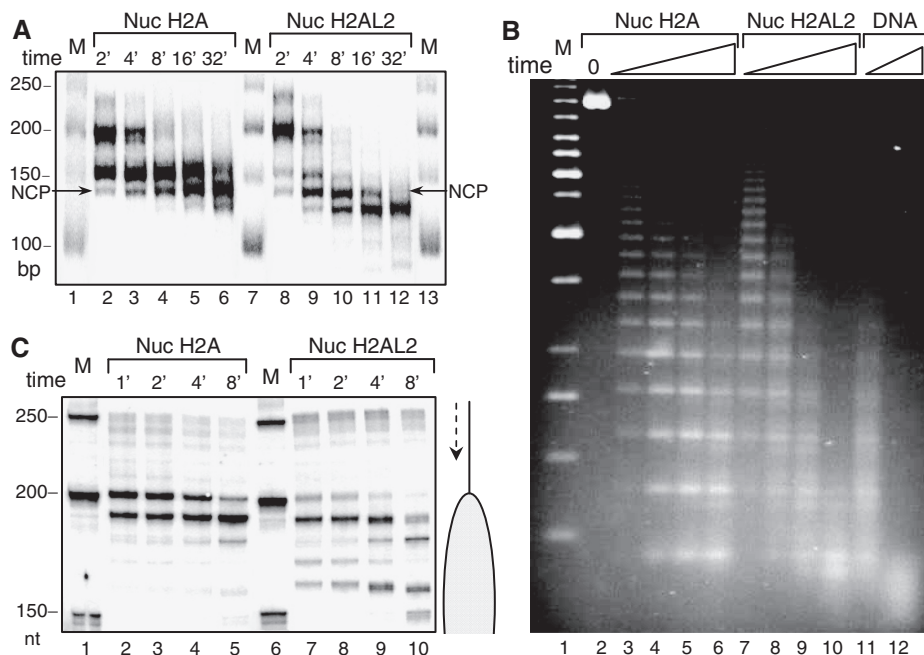 A
Nuc H2A
Nuc H2AL2
M
M
M
time
2’ 4’ 8’ 16’ 32’
2’ 4’ 8’ 16’ 32’
250
200
150
NCP
NCP
100
bp
1 2 3 4 5 6 7 8 9 10 11 12 13
B
Nuc H2A
Nuc H2AL2
DNA
M
time
0
1 2 3 4 5 6 7 8 9 10 11 12
C
Nuc H2A
Nuc H2AL2
M
M
time
1’ 2’ 4’ 8’
1’ 2’ 4’ 8’
250
200
150
nt
1 2 3 4 5 6 7 8 9 10